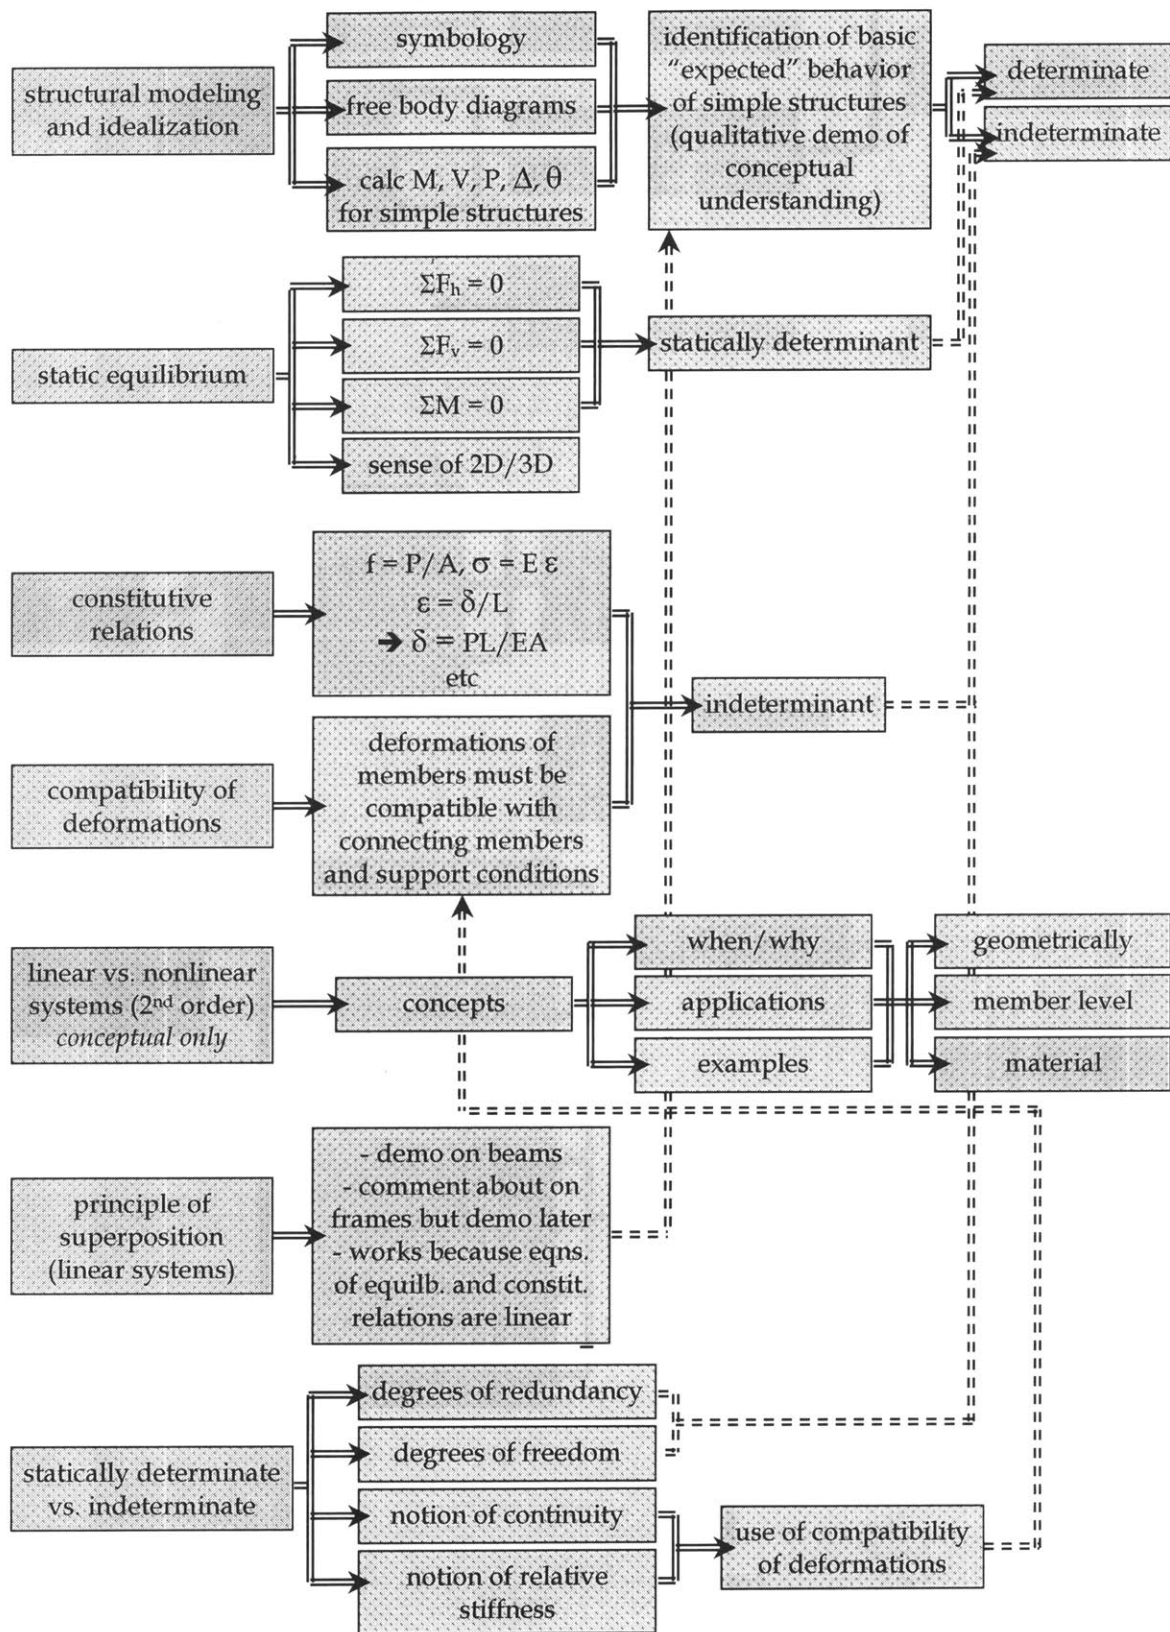 structural modeling
and idealization
symbology
free body diagrams
calc M, V, P, Δ, θ
for simple structures
identification of basic
“expected” behavior
of simple structures
(qualitative demo of
conceptual
understanding)
determinate
indeterminate
static equilibrium
ΣFₕ = 0
ΣFᵥ = 0
ΣM = 0
sense of 2D/3D
statically determinant
constitutive
relations
f = P/A, σ = E ε
ε = δ/L
➔ δ = PL/EA
etc
compatibility of
deformations
deformations of
members must be
compatible with
connecting members
and support conditions
indeterminant
linear vs. nonlinear
systems (2nd order)
conceptual only
concepts
when/why
applications
examples
geometrically
member level
material
principle of
superposition
(linear systems)
- demo on beams
- comment about on
frames but demo later
- works because eqns.
of equilb. and constit.
relations are linear
statically determinate
vs. indeterminate
degrees of redundancy
degrees of freedom
notion of continuity
notion of relative
stiffness
use of compatibility
of deformations